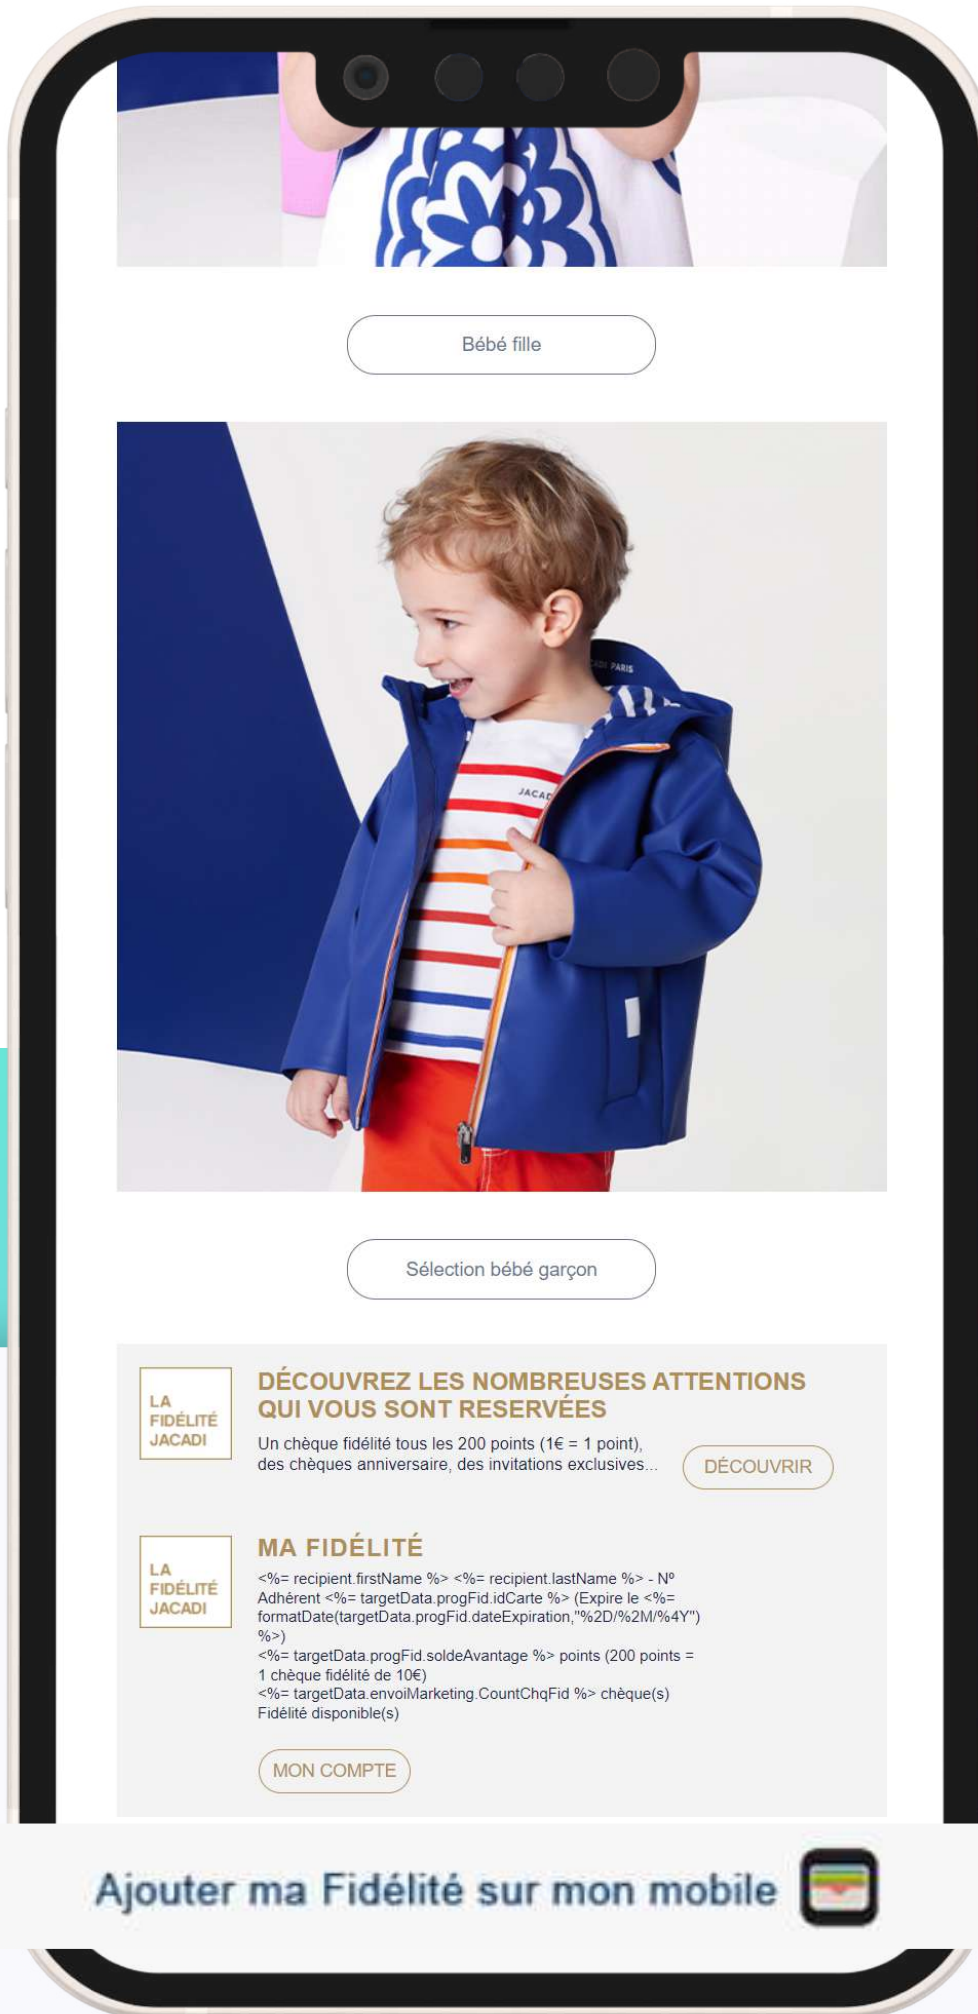 Bébé fille
PARIS
JACAD
Sélection bébé garçon
LA
FIDÉLITÉ
JACADI
DÉCOUVREZ LES NOMBREUSES ATTENTIONS
QUI VOUS SONT RESERVÉES
Un chèque fidélité tous les 200 points (1€ = 1 point),
des chèques anniversaire, des invitations exclusives...
DÉCOUVRIR
LA
FIDÉLITÉ
JACADI
MA FIDÉLITÉ
<%= recipient.firstName %> <%= recipient.lastName %> - Nº
Adhérent <%= targetData.progFid.idCarte %> (Expire le <%=
formatDate(targetData.progFid.dateExpiration,"%2D/%2M/%4Y")
%>)
<%= targetData.progFid.soldeAvantage %> points (200 points =
1 chèque fidélité de 10€)
<%= targetData.envoiMarketing.CountChqFid %> chèque(s)
Fidélité disponible(s)
MON COMPTE
Ajouter ma Fidélité sur mon mobile